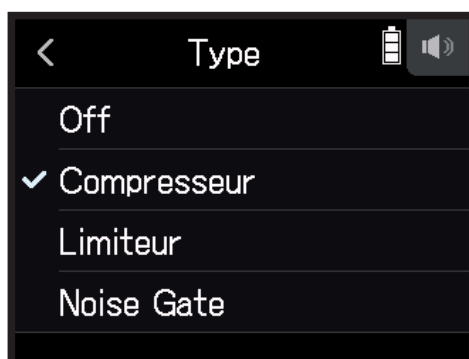 Type
Off
Compresseur
Limiteur
Noise Gate